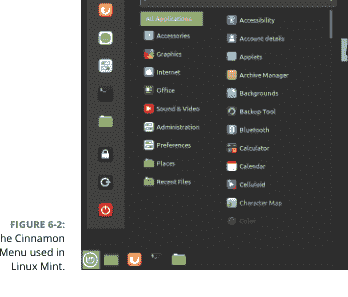 All Applications
Accessories
Graphics
Internet
Office
Sound & Video
Administration
Preferences
Places
Recent Files
Accessibility
Account details
Applets
Archive Manager
Backgrounds
Backup Tool
Bluetooth
Calculator
Calendar
Celluloid
Character Map
FIGURE 6-2:
he Cinnamon
Menu used in
Linux Mint.